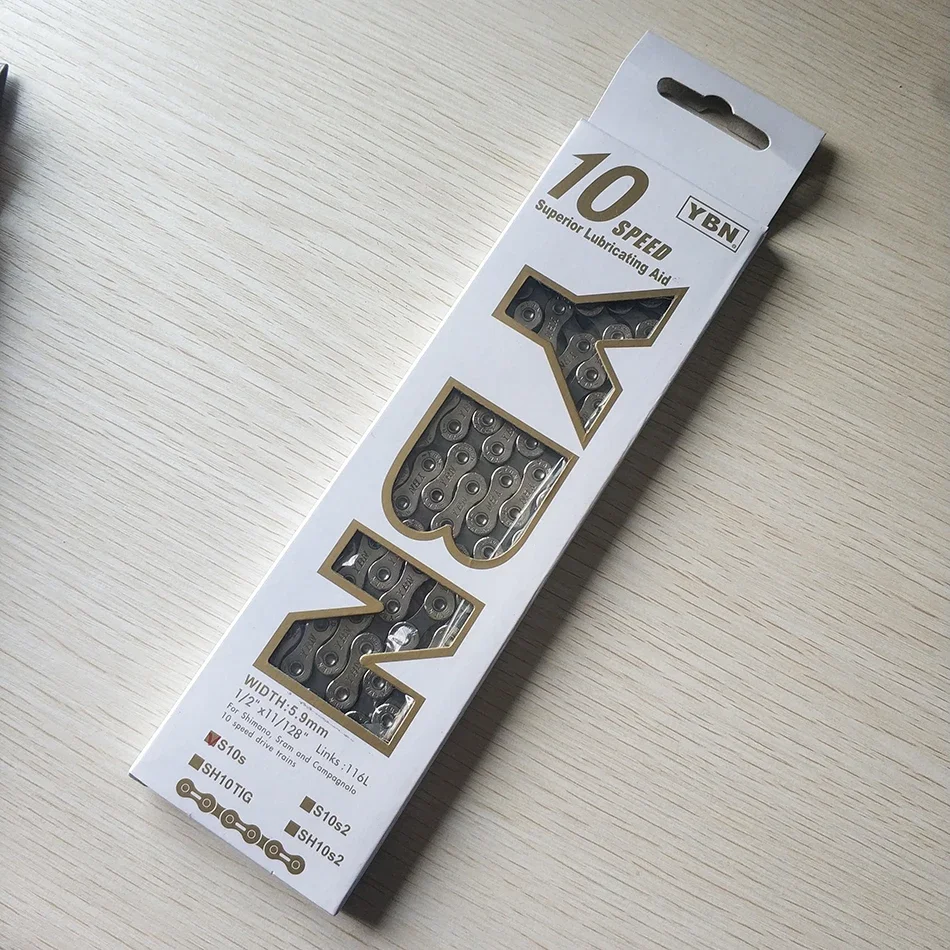 10 SPEED
YBN
Superior Lubricating Aid
YBN
WIDTH:5.9mm
1/2"x11/128" Links:116L
For Shimano, Sram and Campagnolo
10 speed drive trains
S10s
SH10TIG
S10s2
SH10s2